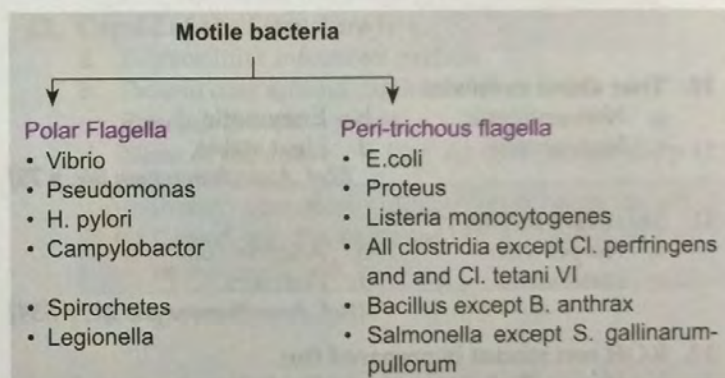 Motile bacteria
Polar Flagella
• Vibrio
• Pseudomonas
• H. pylori
• Campylobactor
• Spirochetes
• Legionella
Peri-trichous flagella
• E.coli
• Proteus
• Listeria monocytogenes
• All clostridia except Cl. perfringens
and and Cl. tetani VI
• Bacillus except B. anthrax
• Salmonella except S. gallinarum-
pullorum